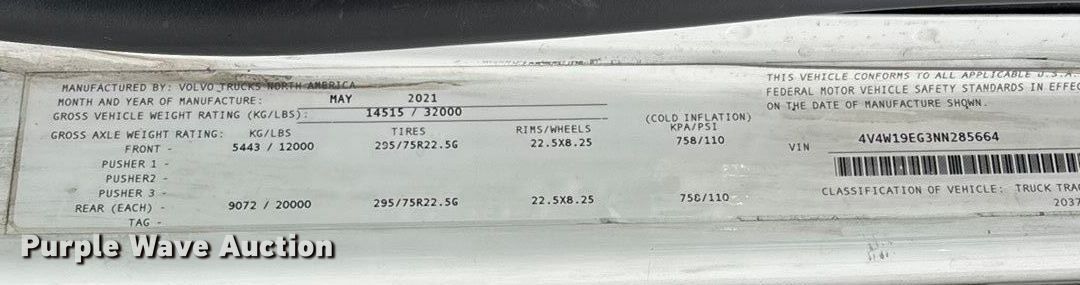 MANUFACTURED BY: VOLVO TRUCKS NORTH AMERICA
MONTH AND YEAR OF MANUFACTURE: MAY 2021
GROSS VEHICLE WEIGHT RATING (KG/LBS): 14515 / 32000
GROSS AXLE WEIGHT RATING: KG/LBS TIRES RIMS/WHEELS (COLD INFLATION) KPA/PSI
FRONT - 5443 / 12000 295/75R22.5G 22.5X8.25 758/110
PUSHER 1 -
PUSHER2 -
PUSHER 3 -
REAR (EACH) - 9072 / 20000 295/75R22.5G 22.5X8.25 758/110
TAG -
THIS VEHICLE CONFORMS TO ALL APPLICABLE U.S.A.
FEDERAL MOTOR VEHICLE SAFETY STANDARDS IN EFFEC
ON THE DATE OF MANUFACTURE SHOWN.
VIN 4V4W19EG3NN285664
CLASSIFICATION OF VEHICLE: TRUCK TRAC
2037
Purple Wave Auction